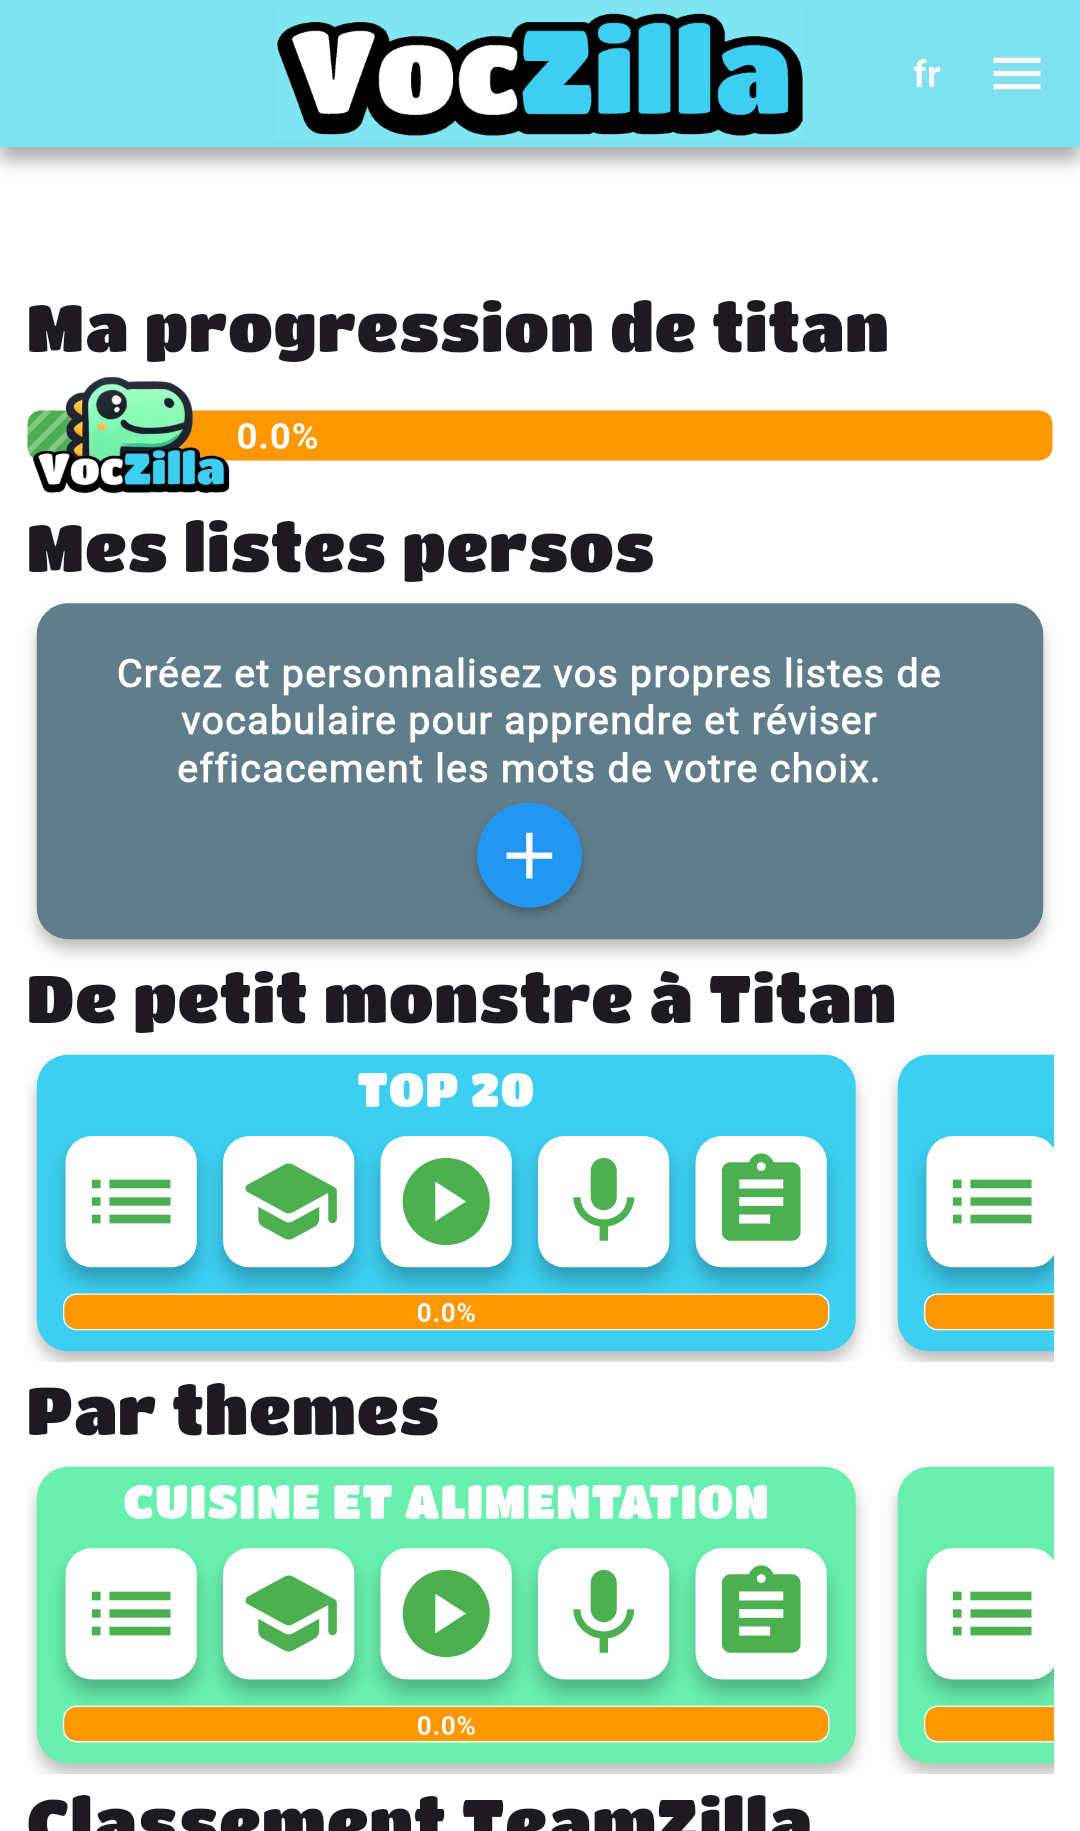 VocZilla
fr
Ma progression de titan
0.0%
VocZilla
Mes listes persos
Créez et personnalisez vos propres listes de
vocabulaire pour apprendre et réviser
efficacement les mots de votre choix.
De petit monstre à Titan
TOP 20
0.0%
Par themes
CUISINE ET ALIMENTATION
0.0%
Classement TeamZilla